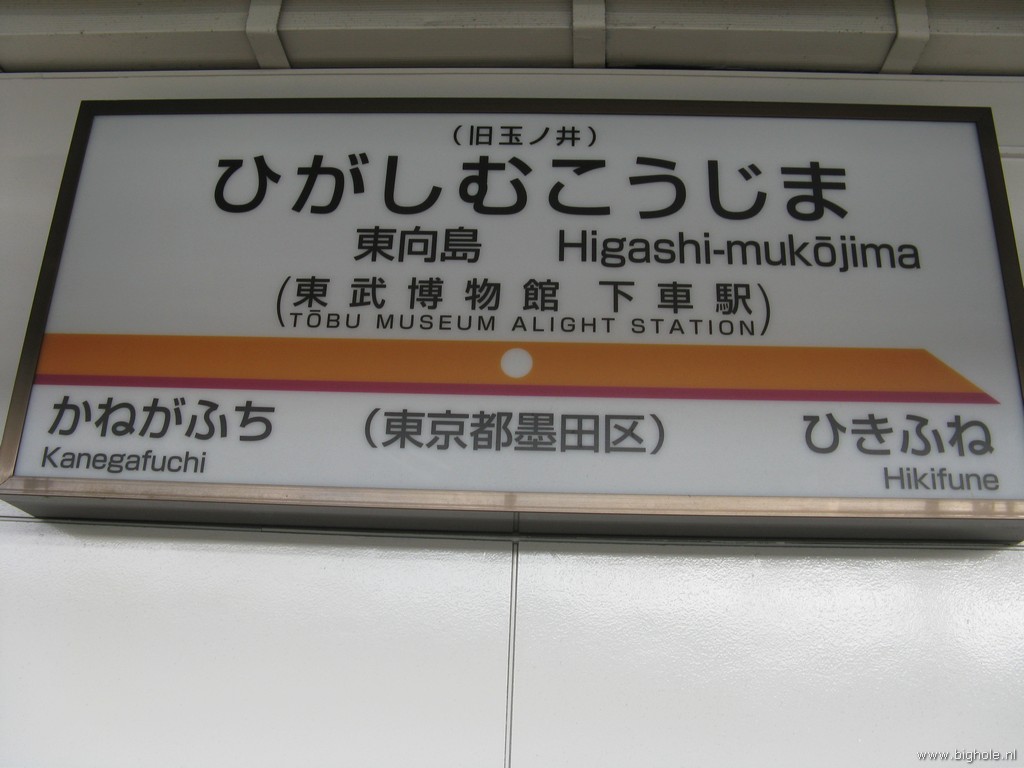 （旧玉ノ井）
ひがしむこうじま
東向島 Higashi-mukōjima
（東武博物館 下車駅）
TŌBU MUSEUM ALIGHT STATION
かねがふち （東京都墨田区） ひきふね
Kanegafuchi Hikifune
www.bighole.nl